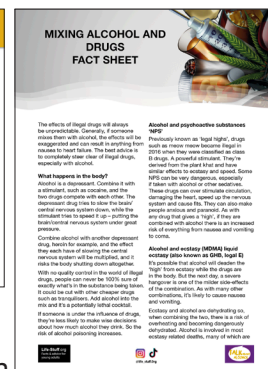 MIXING ALCOHOL AND
DRUGS
FACT SHEET
The effects of illegal drugs will always
be unpredictable. Generally, if someone
mixes them with alcohol, the effects will be
exaggerated and can result in anything from
nausea to heart failure. The best advice is
to completely steer clear of illegal drugs,
especially with alcohol.
What happens in the body?
Alcohol is a depressant. Combine it with
a stimulant, such as cocaine, and the
two drugs compete with each other. The
depressant drug tries to slow the brain/
central nervous system down, while the
stimulant tries to speed it up – putting the
brain/central nervous system under great
pressure.
Combine alcohol with another depressant
drug, heroin for example, and the effect
they each have of slowing the central
nervous system will be multiplied, and it
risks the body shutting down altogether.
With no quality control in the world of illegal
drugs, people can never be 100% sure of
exactly what's in the substance being taken.
It could be cut with other cheaper drugs
such as tranquilisers. Add alcohol into the
mix and it's a potentially lethal cocktail.
If someone is under the influence of drugs,
they're less likely to make wise decisions
about how much alcohol they drink. So the
risk of alcohol poisoning increases.
Alcohol and psychoactive substances
'NPS'
Previously known as 'legal highs', drugs
such as meow meow became illegal in
2016 when they were classified as class
B drugs. A powerful stimulant. They're
derived from the plant khat and have
similar effects to ecstasy and speed. Some
NPS can be very dangerous, especially
if taken with alcohol or other sedatives.
These drugs can over stimulate circulation,
damaging the heart, speed up the nervous
system and cause fits. They can also make
people anxious and paranoid. As with
any drug that gives a 'high', if they are
combined with alcohol there is an increased
risk of everything from nausea and vomiting
to coma.
Alcohol and ecstasy (MDMA) liquid
ecstasy (also known as GHB, legal E)
It's possible that alcohol will deaden the
'high' from ecstasy while the drugs are
in the body. But the next day, a severe
hangover is one of the milder side-effects
of the combination. As with many other
combinations, it's likely to cause nausea
and vomiting.
Ecstasy and alcohol are dehydrating so,
when combining the two, there is a risk of
overheating and becoming dangerously
dehydrated. Alcohol is involved in most
ecstasy related deaths, many of which are